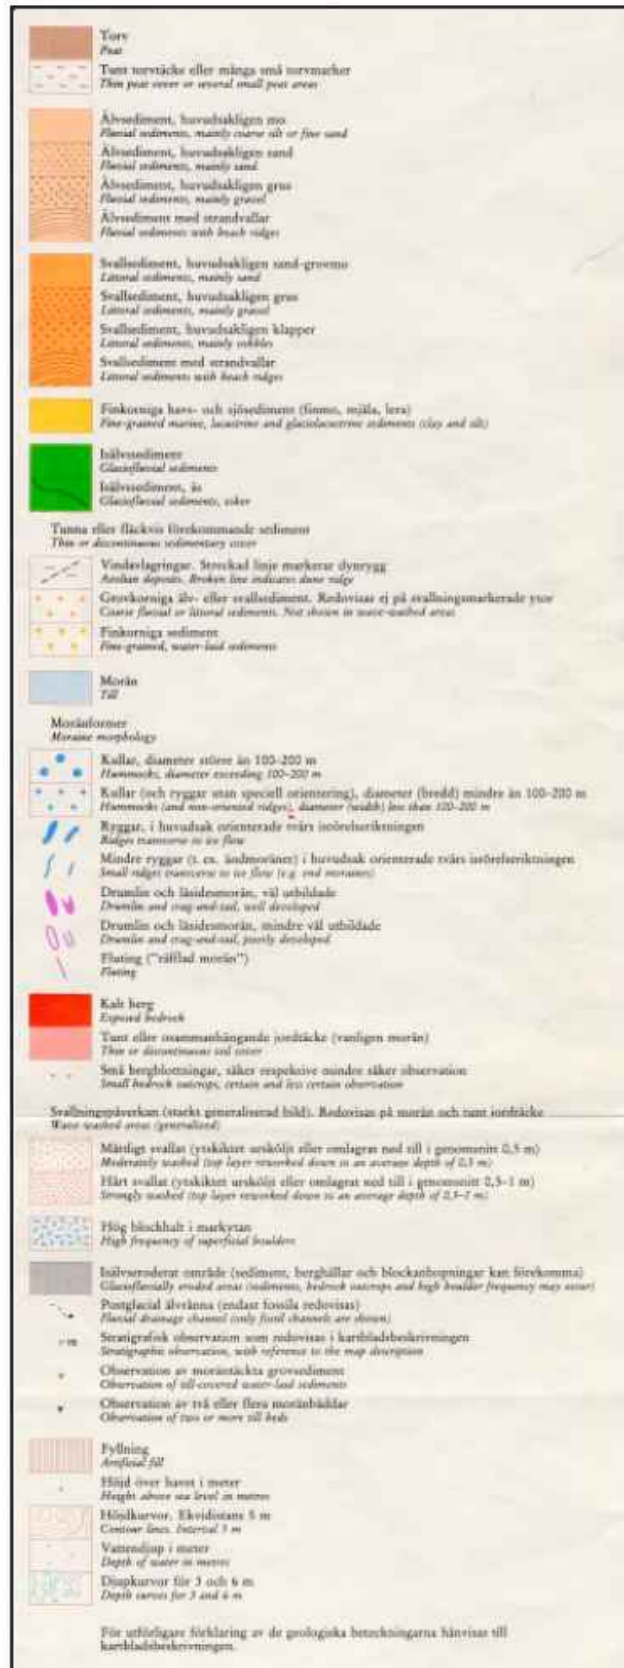 Torv
Peat
Tunt torvtäcke eller många små torvmarker
Thin peat cover or several small peat areas
Älvsediment, huvudsakligen mo
Fluvial sediments, mainly coarse silt or fine sand
Älvsediment, huvudsakligen sand
Fluvial sediments, mainly sand
Älvsediment, huvudsakligen grus
Fluvial sediments, mainly gravel
Älvsediment med strandvallar
Fluvial sediments with beach ridges
Svallsediment, huvudsakligen sand-grovmo
Littoral sediments, mainly sand
Svallsediment, huvudsakligen grus
Littoral sediments, mainly gravel
Svallsediment, huvudsakligen klapper
Littoral sediments, mainly cobbles
Svallsediment med strandvallar
Littoral sediments with beach ridges
Finkorniga havs- och sjösediment (finmo, mjäla, lera)
Fine-grained marine, lacustrine and glaciolacustrine sediments (clay and silt)
Isälvssediment
Glaciofluvial sediments
Isälvssediment, ås
Glaciofluvial sediments, esker
Tunna eller fläckvis förekommande sediment
Thin or discontinuous sedimentary cover
Vindavlagringar. Streckad linje markerar dynrygg
Aeolian deposits. Broken line indicates dune ridge
Grovkorniga älv- eller svallsediment. Redovisas ej på svallningsmarkerade ytor
Coarse fluvial or littoral sediments. Not shown in wave-washed areas
Finkorniga sediment
Fine-grained, water-laid sediments
Morän
Till
Moränformer
Moraine morphology
Kullar, diameter större än 100-200 m
Hummocks, diameter exceeding 100-200 m
Kullar (och ryggar utan speciell orientering), diameter (bredd) mindre än 100-200 m
Hummocks (and non-oriented ridges), diameter (width) less than 100-200 m
Ryggar, i huvudsak orienterade tvärs isrörelseriktningen
Ridges transverse to ice flow
Mindre ryggar (t. ex. ändmoräner) i huvudsak orienterade tvärs isrörelseriktningen
Small ridges transverse to ice flow (e.g. end moraines)
Drumlin och läsidesmorän, väl utbildade
Drumlin and crag-and-tail, well developed
Drumlin och läsidesmorän, mindre väl utbildade
Drumlin and crag-and-tail, poorly developed
Fluting ("räfflad morän")
Fluting
Kalt berg
Exposed bedrock
Tunt eller osammanhängande jordtäcke (vanligen morän)
Thin or discontinuous soil cover
Små bergblottningar, säker respektive mindre säker observation
Small bedrock outcrops, certain and less certain observation
Svallningspåverkan (starkt generaliserad bild). Redovisas på morän och tunt jordtäcke
Wave-washed areas (generalized)
Måttligt svallat (ytskiktet urskölj eller omlagrat ned till i genomsnitt 0,5 m)
Moderately washed (top layer reworked down to an average depth of 0,5 m)
Hårt svallat (ytskiktet urskölj eller omlagrat ned till i genomsnitt 0,5-1 m)
Strongly washed (top layer reworked down to an average depth of 0,5-1 m)
Hög blockhalt i markytan
High frequency of superficial boulders
Isälvseroderat område (sediment, berghällar och blockanhopningar kan förekomma)
Glaciofluvially eroded areas (sediments, bedrock outcrops and high boulder frequency may occur)
Postglacial älvränna (endast fossila redovisas)
Fluvial drainage channel (only fossil channels are shown)
Stratigrafisk observation som redovisas i kartbladsbeskrivningen
Stratigraphic observation, with reference to the map description
Observation av moräntäckta grovsediment
Observation of till-covered water-laid sediments
Observation av två eller flera moränbäddar
Observation of two or more till beds
Fyllning
Artificial fill
Höjd över havet i meter
Height above sea level in metres
Höjdkurvor. Ekvidistans 5 m
Contour lines. Interval 5 m
Vattendjup i meter
Depth of water in metres
Djupkurvor för 3 och 6 m
Depth curves for 3 and 6 m
För utförligare förklaring av de geologiska beteckningarna hänvisas till
kartbladsbeskrivningen.